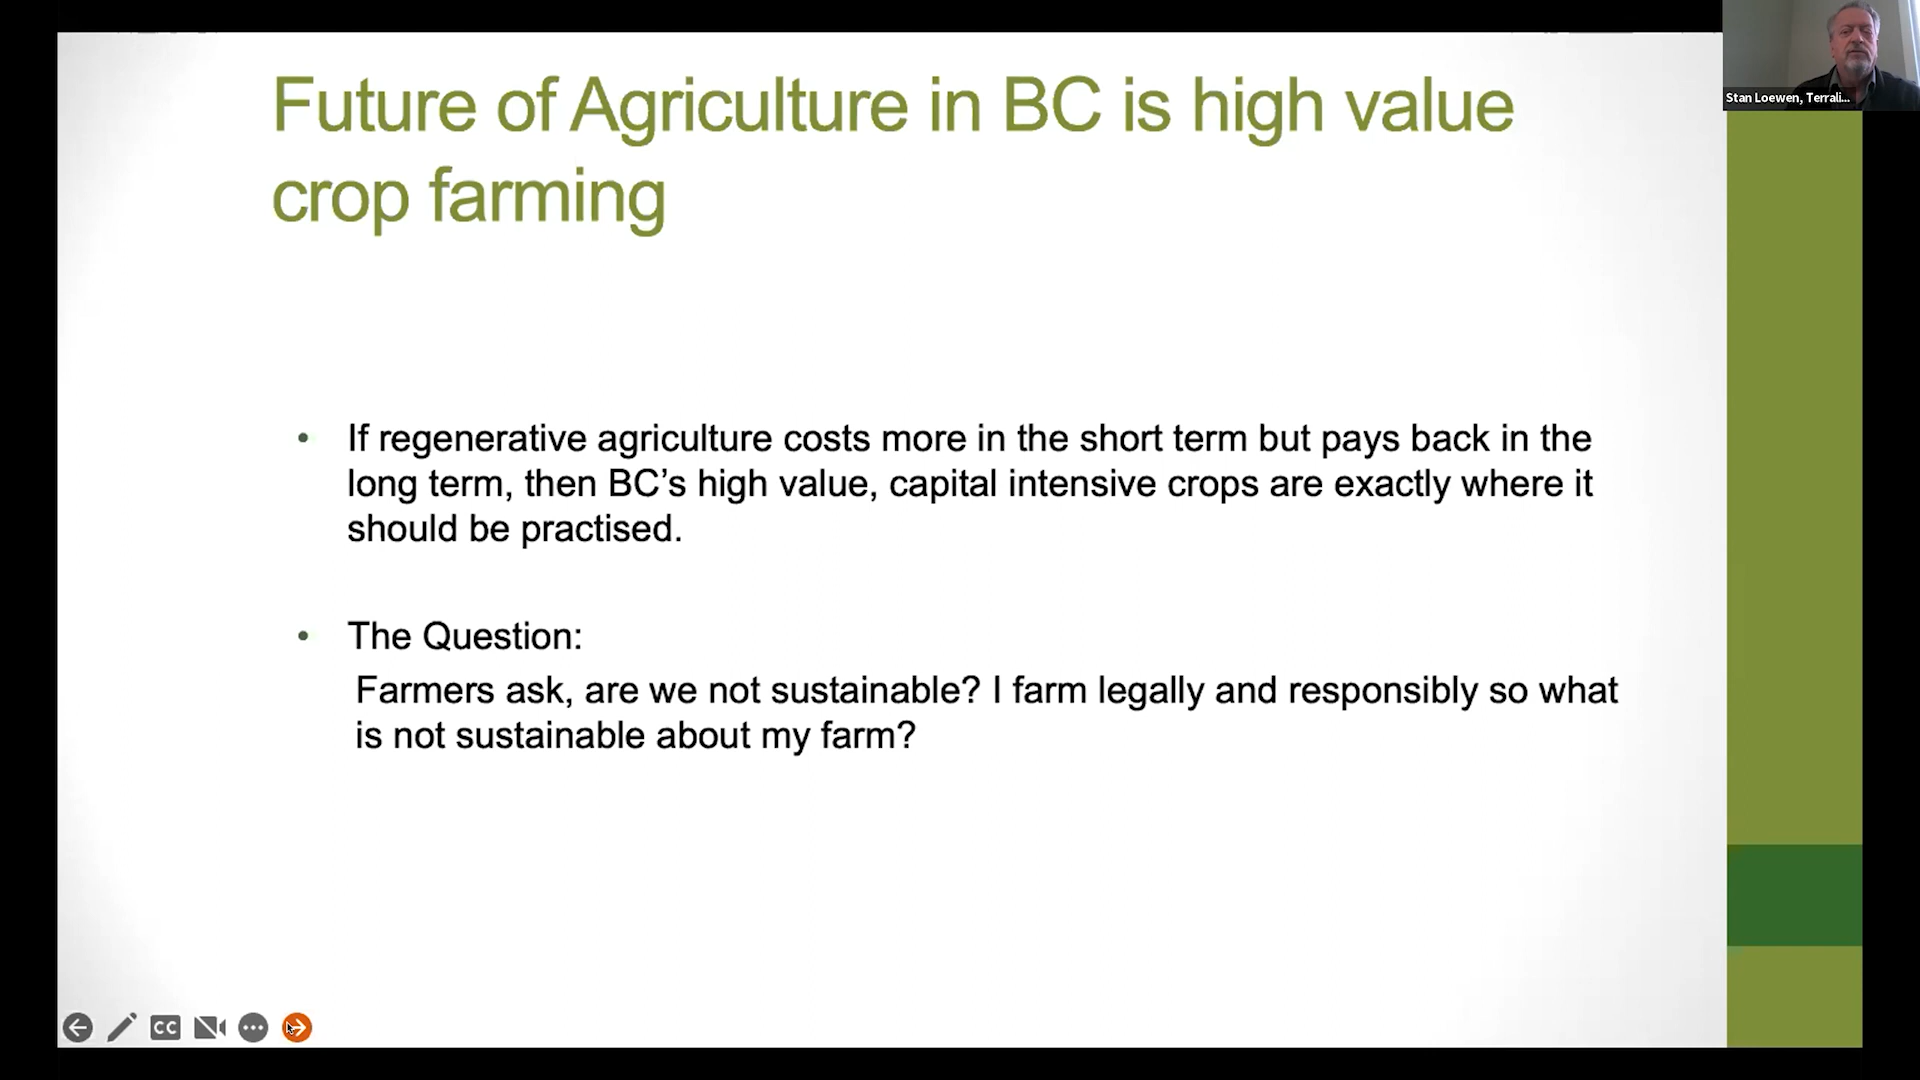 Stan Loewen, Terrali...
Future of Agriculture in BC is high value
crop farming
• If regenerative agriculture costs more in the short term but pays back in the
long term, then BC’s high value, capital intensive crops are exactly where it
should be practised.
• The Question:
Farmers ask, are we not sustainable? I farm legally and responsibly so what
is not sustainable about my farm?
CC